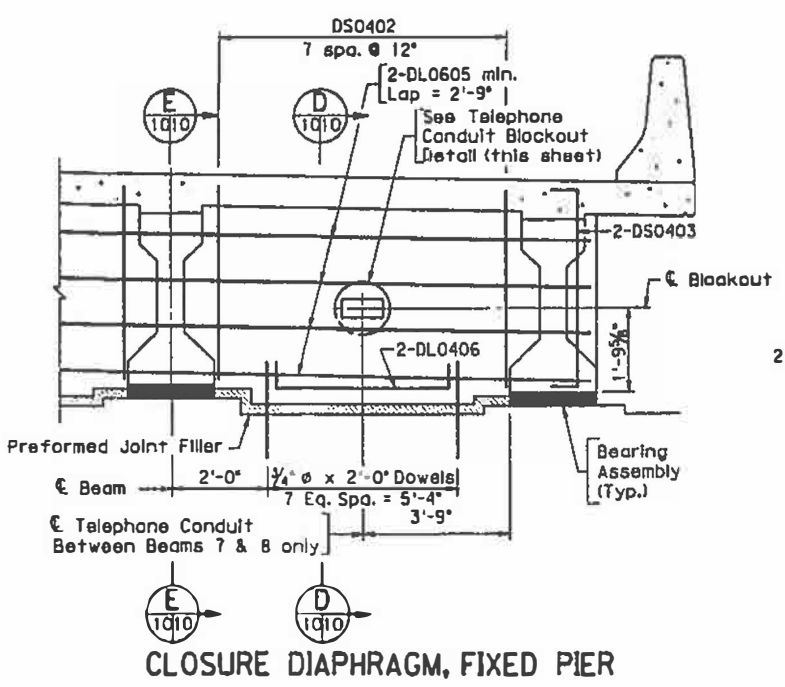 DS0402
7 spa. @ 12"
2-DL0605 min.
Lap = 2'-9"
E
1010
D
1010
See Telephone
Conduit Blockout
Detail (this sheet)
2-DS0403
℄ Blockout
1'-9⅝"
2
2-DL0406
Preformed Joint Filler
Bearing
Assembly
(Typ.)
℄ Beam
2'-0"
¾" ø x 2'-0" Dowels
7 Eq. Spa. = 5'-4"
3'-9"
℄ Telephone Conduit
Between Beams 7 & 8 only
E
1010
D
1010
CLOSURE DIAPHRAGM, FIXED PIER